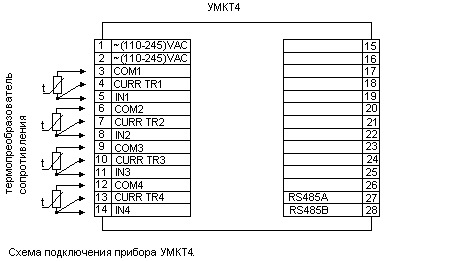 УМКТ4
1 ~(110-245)VAC 15
2 ~(110-245)VAC 16
3 COM1 17
4 CURR TR1 18
5 IN1 19
6 COM2 20
7 CURR TR2 21
8 IN2 22
9 COM3 23
10 CURR TR3 24
11 IN3 25
12 COM4 26
13 CURR TR4 RS485A 27
14 IN4 RS485B 28
t
t
t
t
термопреобразователь
сопротивления
Схема подключения прибора УМКТ4.